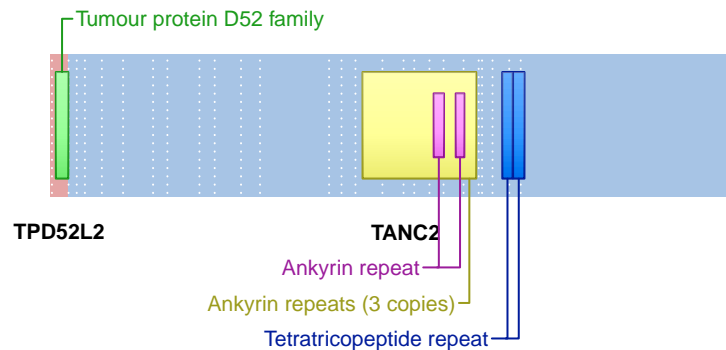 Tumour protein D52 family
TPD52L2
TANC2
Ankyrin repeat
Ankyrin repeats (3 copies)
Tetratricopeptide repeat